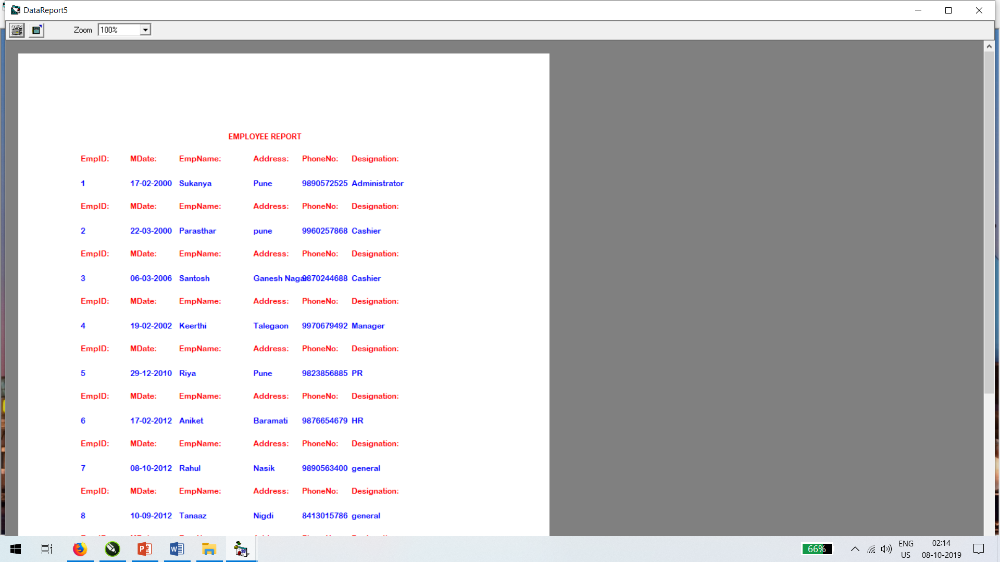 DataReport5
Zoom 100%
EMPLOYEE REPORT
EmpID: MDate: EmpName: Address: PhoneNo: Designation:
1 17-02-2000 Sukanya Pune 9890572525 Administrator
EmpID: MDate: EmpName: Address: PhoneNo: Designation:
2 22-03-2000 Parasthar pune 9960257868 Cashier
EmpID: MDate: EmpName: Address: PhoneNo: Designation:
3 06-03-2006 Santosh Ganesh Nagar 9870244688 Cashier
EmpID: MDate: EmpName: Address: PhoneNo: Designation:
4 19-02-2002 Keerthi Talegaon 9970679492 Manager
EmpID: MDate: EmpName: Address: PhoneNo: Designation:
5 29-12-2010 Riya Pune 9823856885 PR
EmpID: MDate: EmpName: Address: PhoneNo: Designation:
6 17-02-2012 Aniket Baramati 9876654679 HR
EmpID: MDate: EmpName: Address: PhoneNo: Designation:
7 08-10-2012 Rahul Nasik 9890563400 general
EmpID: MDate: EmpName: Address: PhoneNo: Designation:
8 10-09-2012 Tanaaz Nigdi 8413015786 general
66% ENG 02:14
US 08-10-2019